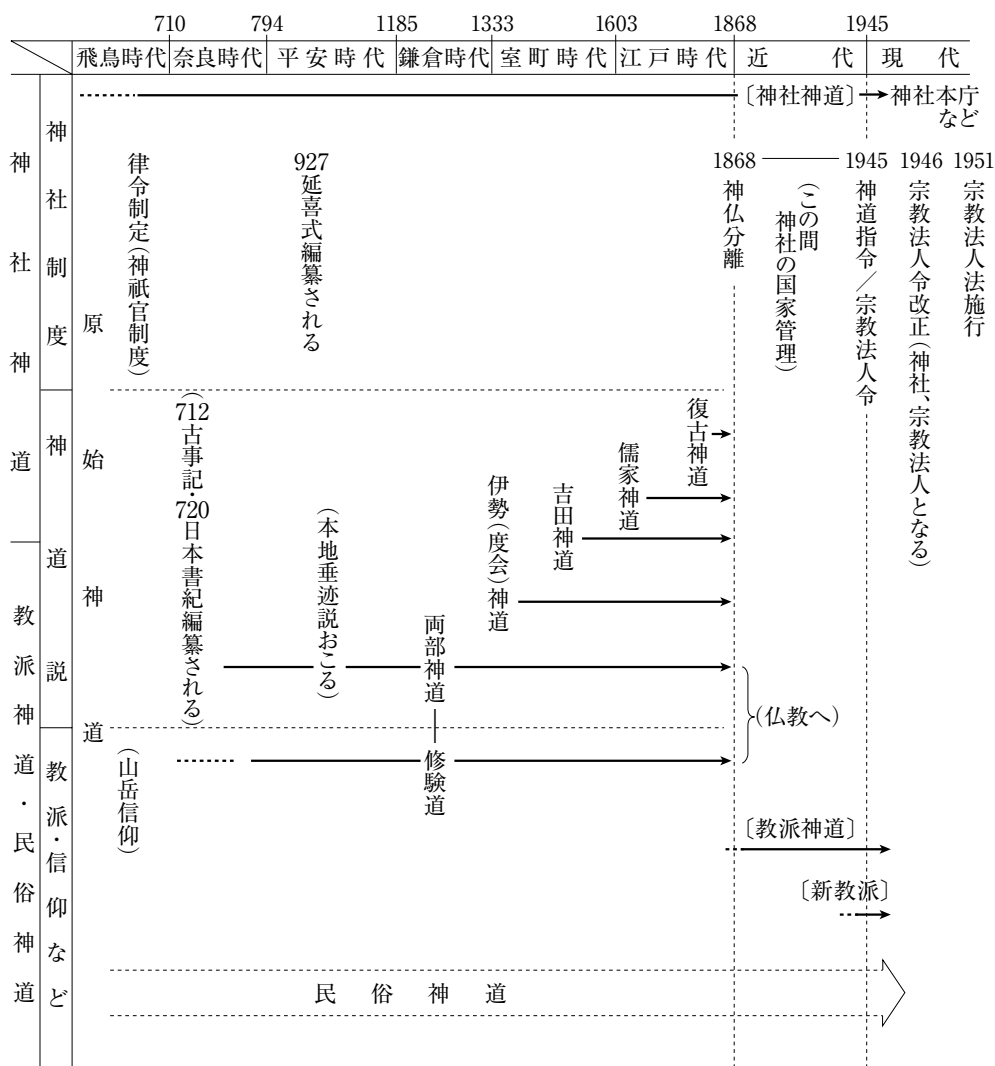 710 794 1185 1333 1603 1868 1945
飛鳥時代 奈良時代 平安時代 鎌倉時代 室町時代 江戸時代 近代 現代
神社神道
教派神道・民俗神道
神社制度
神道説
教派・信仰など
原始神道
〔神社神道〕
神社本庁
など
律令制定(神祇官制度)
927
延喜式編纂される
1868
神仏分離
(この間
神社の国家管理)
1945
神道指令/宗教法人令
1946
宗教法人令改正(神社、宗教法人となる)
1951
宗教法人法施行
(712古事記・720日本書紀編纂される)
(本地垂迹説おこる)
両部神道
伊勢(度会)神道
吉田神道
儒家神道
復古神道
(仏教へ)
(山岳信仰)
修験道
〔教派神道〕
〔新教派〕
民俗神道